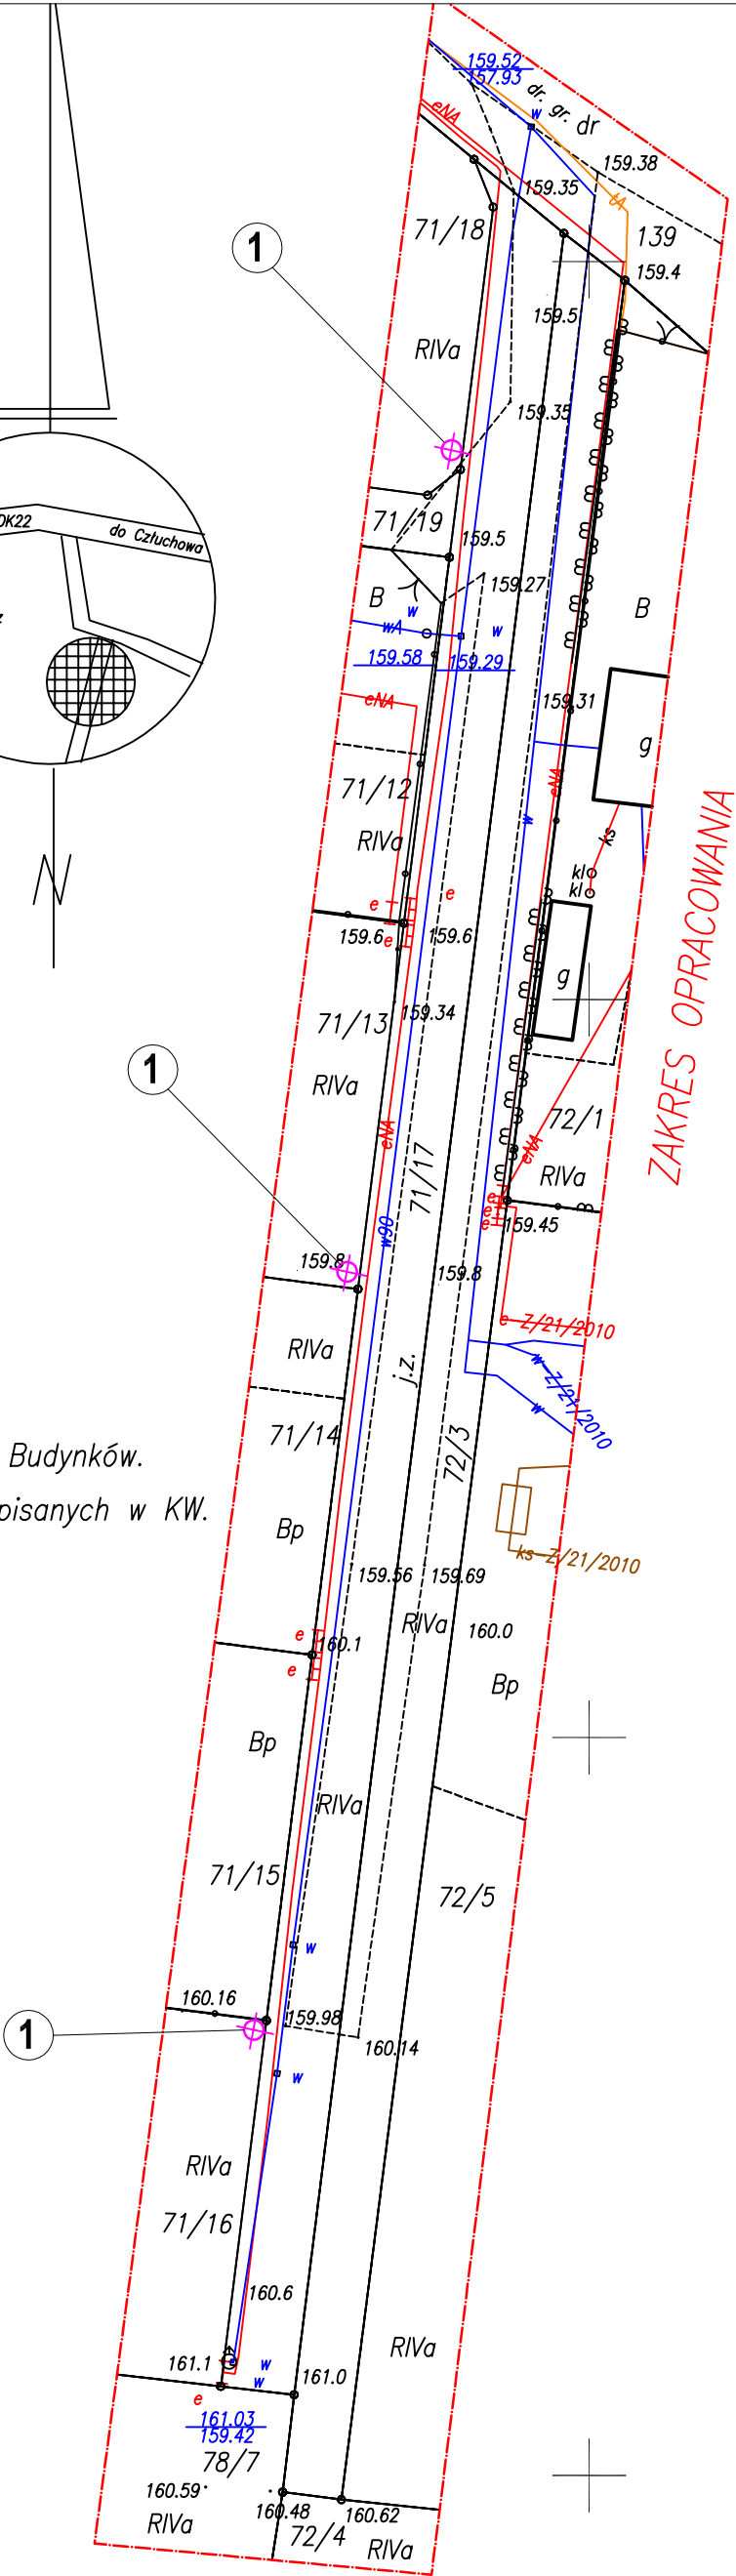 159.52
157.93
dr. gr.
dr
w
eNA
159.38
159.35
tA
71/18
139
159.4
1
159.5
RIVa
159.35
DK22
do Człuchowa
71/19
159.5
159.27
B
w
wA
w
B
159.58
159.29
eNA
159.31
g
71/12
eNA
ZAKRES OPRACOWANIA
w
RIVa
ks
N
kl
kl
e
e
159.6
e
159.6
g
71/13
159.34
1
RIVa
72/1
eNA
eNA
71/17
RIVa
e
e
e
159.45
w90
159.8
159.8
e-Z/21/2010
RIVa
j.z.
w-Z/21/2010
w
71/14
72/3
Budynków.
pisanych w KW.
Bp
ks-Z/21/2010
159.56
159.69
RIVa
160.0
e
160.1
e
Bp
Bp
RIVa
71/15
72/5
w
160.16
159.98
1
160.14
w
RIVa
71/16
160.6
RIVa
161.1
w
161.0
w
e
161.03
159.42
78/7
160.59
160.48
160.62
RIVa
72/4
RIVa